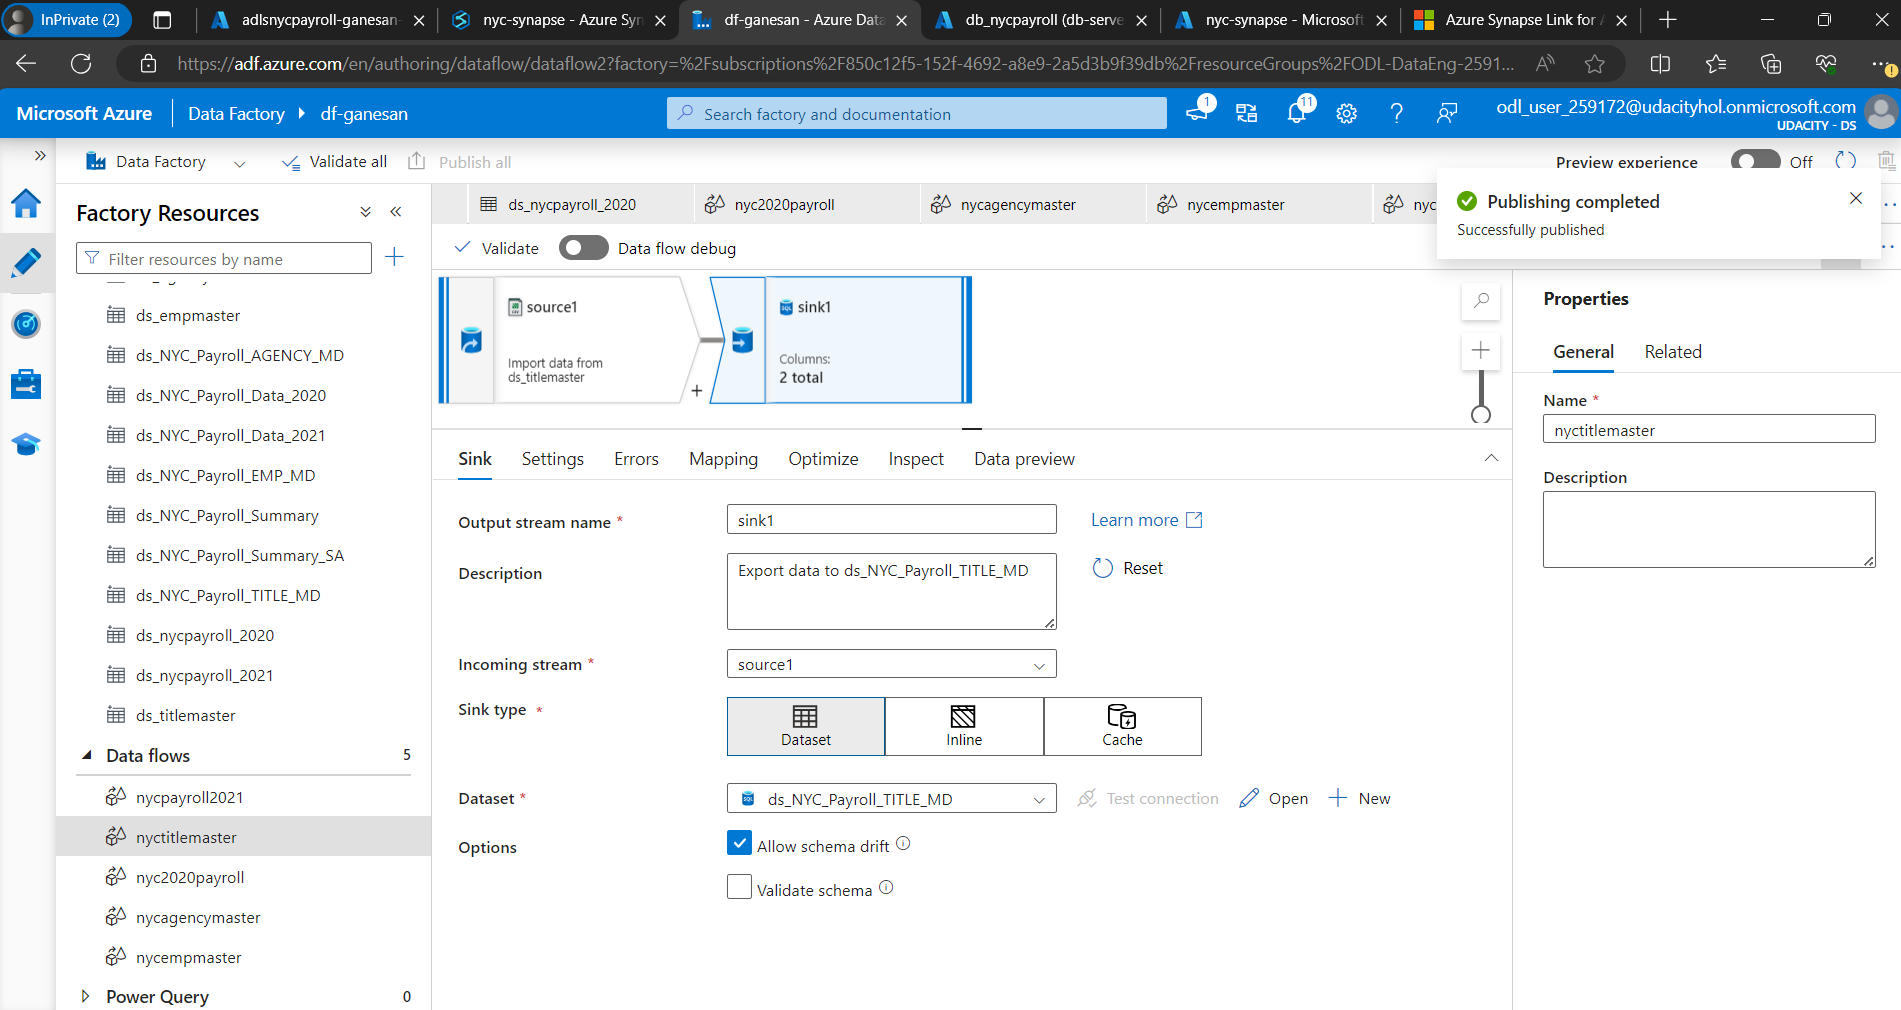 InPrivate (2)
adlsnycpayroll-ganesan-
nyc-synapse - Azure Syn
df-ganesan - Azure Data
db_nycpayroll (db-serve
nyc-synapse - Microsoft
Azure Synapse Link for
https://adf.azure.com/en/authoring/dataflow/dataflow2?factory=%2Fsubscriptions%2F850c12f5-152f-4692-a8e9-2a5d3b9f39db%2FresourceGroups%2FODL-DataEng-2591...
Microsoft Azure
Data Factory
df-ganesan
Search factory and documentation
1
11
odl_user_259172@udacityhol.onmicrosoft.com
UDACITY - DS
Data Factory
Validate all
Publish all
Preview experience
Off
Publishing completed
Successfully published
Factory Resources
Filter resources by name
ds_empmaster
ds_NYC_Payroll_AGENCY_MD
ds_NYC_Payroll_Data_2020
ds_NYC_Payroll_Data_2021
ds_NYC_Payroll_EMP_MD
ds_NYC_Payroll_Summary
ds_NYC_Payroll_Summary_SA
ds_NYC_Payroll_TITLE_MD
ds_nycpayroll_2020
ds_nycpayroll_2021
ds_titlemaster
Data flows 5
nycpayroll2021
nyctitlemaster
nyc2020payroll
nycagencymaster
nycempmaster
Power Query 0
ds_nycpayroll_2020
nyc2020payroll
nycagencymaster
nycempmaster
nyc
Validate
Data flow debug
source1
Import data from
ds_titlemaster
+
sink1
Columns:
2 total
Sink
Settings
Errors
Mapping
Optimize
Inspect
Data preview
Output stream name *
sink1
Learn more
Description
Export data to ds_NYC_Payroll_TITLE_MD
Reset
Incoming stream *
source1
Sink type *
Dataset
Inline
Cache
Dataset *
ds_NYC_Payroll_TITLE_MD
Test connection
Open
New
Options
Allow schema drift
Validate schema
Properties
General
Related
Name *
nyctitlemaster
Description